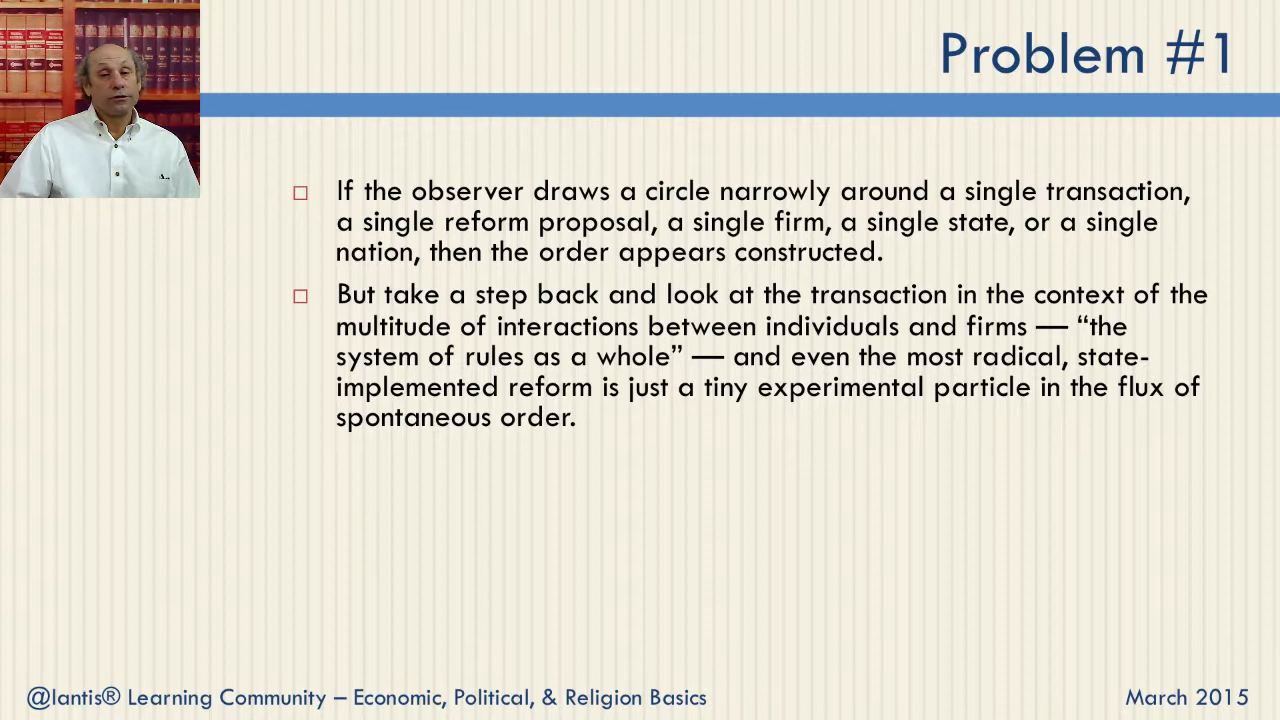 Problem #1
□ If the observer draws a circle narrowly around a single transaction,
a single reform proposal, a single firm, a single state, or a single
nation, then the order appears constructed.
□ But take a step back and look at the transaction in the context of the
multitude of interactions between individuals and firms — “the
system of rules as a whole” — and even the most radical, state-
implemented reform is just a tiny experimental particle in the flux of
spontaneous order.
@lantis® Learning Community – Economic, Political, & Religion Basics
March 2015